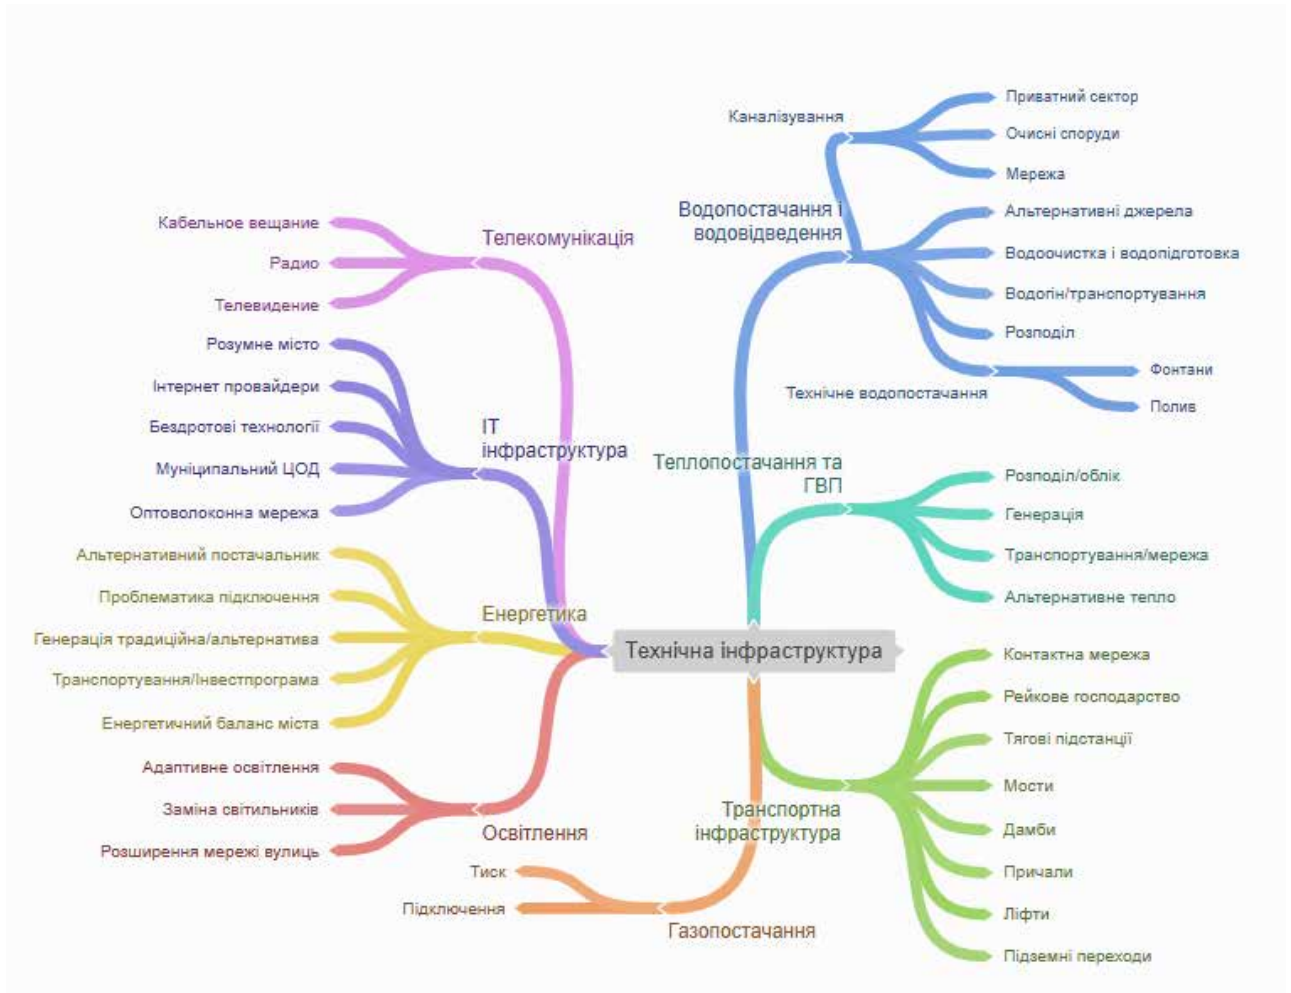 Кабельное вещание
Радио
Телевидение
Телекомунікація
Розумне місто
Інтернет провайдери
Бездротові технології
Муніципальний ЦОД
Оптоволоконна мережа
ІТ
інфраструктура
Альтернативний постачальник
Проблематика підключення
Генерація традиційна/альтернатива
Транспортування/Інвестпрограма
Енергетичний баланс міста
Енергетика
Адаптивне освітлення
Заміна світильників
Розширення мережі вулиць
Освітлення
Тиск
Підключення
Газопостачання
Технічна інфраструктура
Каналізування
Приватний сектор
Очисні споруди
Мережа
Водопостачання і
водовідведення
Альтернативні джерела
Водоочистка і водопідготовка
Водогін/транспортування
Розподіл
Технічне водопостачання
Фонтани
Полив
Теплопостачання та
ГВП
Розподіл/облік
Генерація
Транспортування/мережа
Альтернативне тепло
Транспортна
інфраструктура
Контактна мережа
Рейкове господарство
Тягові підстанції
Мости
Дамби
Причали
Ліфти
Підземні переходи